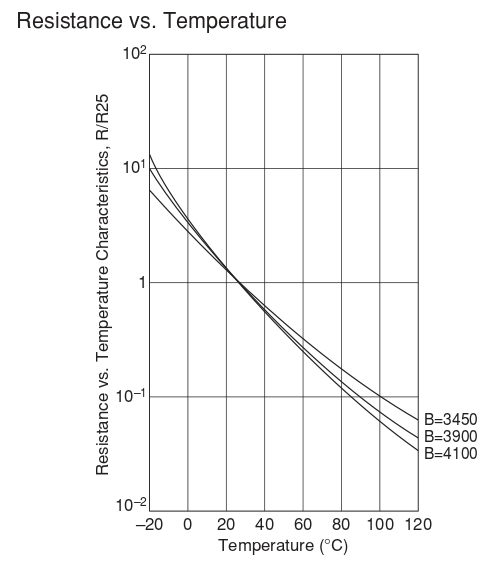 Resistance vs. Temperature
Resistance vs. Temperature Characteristics, R/R25
10²
10¹
1
10⁻¹
10⁻²
B=3450
B=3900
B=4100
–20 0 20 40 60 80 100 120
Temperature (°C)